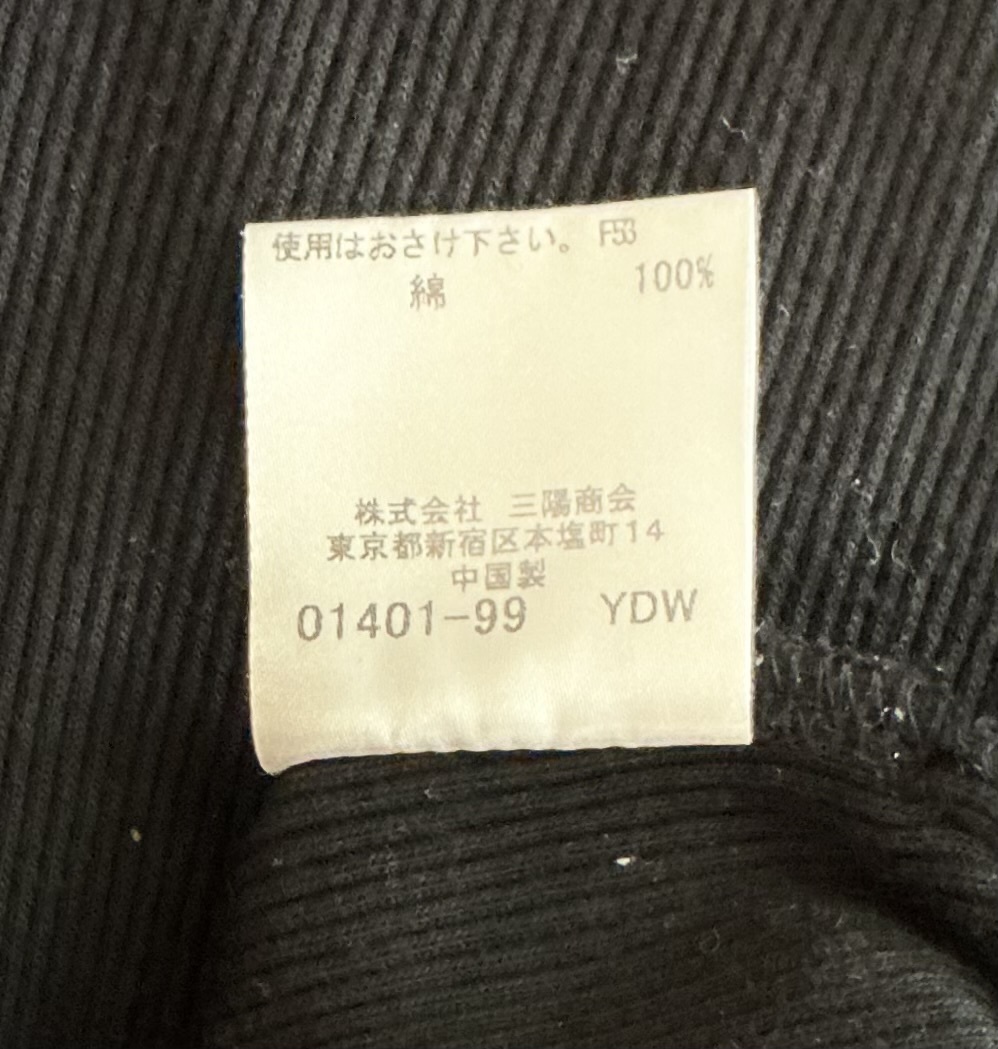 使用はおさけ下さい。 F53
綿 100%
株式会社 三陽商会
東京都新宿区本塩町14
中国製
01401-99 YDW